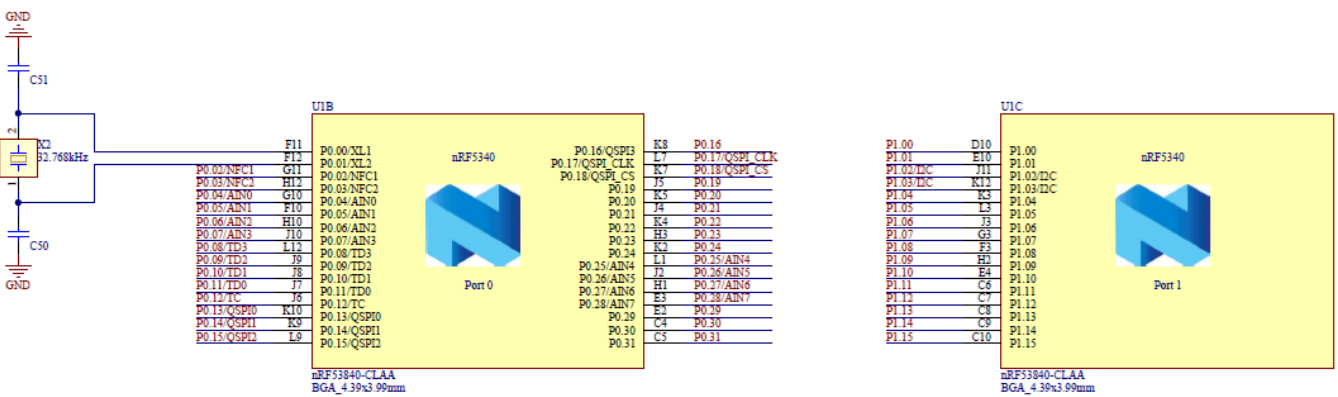 GND
C51
2
X2
32.768kHz
1
C50
GND
U1B
nRF5340
Port 0
F11 P0.00/XL1
F12 P0.01/XL2
P0.02/NFC1 G11 P0.02/NFC1
P0.03/NFC2 H12 P0.03/NFC2
P0.04/AIN0 G10 P0.04/AIN0
P0.05/AIN1 F10 P0.05/AIN1
P0.06/AIN2 H10 P0.06/AIN2
P0.07/AIN3 J10 P0.07/AIN3
P0.08/TD3 L12 P0.08/TD3
P0.09/TD2 J9 P0.09/TD2
P0.10/TD1 J8 P0.10/TD1
P0.11/TD0 J7 P0.11/TD0
P0.12/TC J6 P0.12/TC
P0.13/QSPI0 K10 P0.13/QSPI0
P0.14/QSPI1 K9 P0.14/QSPI1
P0.15/QSPI2 L9 P0.15/QSPI2
P0.16/QSPI3 K8 P0.16
P0.17/QSPI_CLK L7 P0.17/QSPI_CLK
P0.18/QSPI_CS K7 P0.18/QSPI_CS
P0.19 J5 P0.19
P0.20 K5 P0.20
P0.21 J4 P0.21
P0.22 K4 P0.22
P0.23 H3 P0.23
P0.24 K2 P0.24
P0.25/AIN4 L1 P0.25/AIN4
P0.26/AIN5 J2 P0.26/AIN5
P0.27/AIN6 H1 P0.27/AIN6
P0.28/AIN7 E3 P0.28/AIN7
P0.29 E2 P0.29
P0.30 C4 P0.30
P0.31 C5 P0.31
nRF53840-CLAA
BGA_4.39x3.99mm
U1C
nRF5340
Port 1
P1.00 D10 P1.00
P1.01 E10 P1.01
P1.02/I2C J11 P1.02/I2C
P1.03/I2C K12 P1.03/I2C
P1.04 K3 P1.04
P1.05 L3 P1.05
P1.06 J3 P1.06
P1.07 G3 P1.07
P1.08 F3 P1.08
P1.09 H2 P1.09
P1.10 E4 P1.10
P1.11 C6 P1.11
P1.12 C7 P1.12
P1.13 C8 P1.13
P1.14 C9 P1.14
P1.15 C10 P1.15
nRF53840-CLAA
BGA_4.39x3.99mm